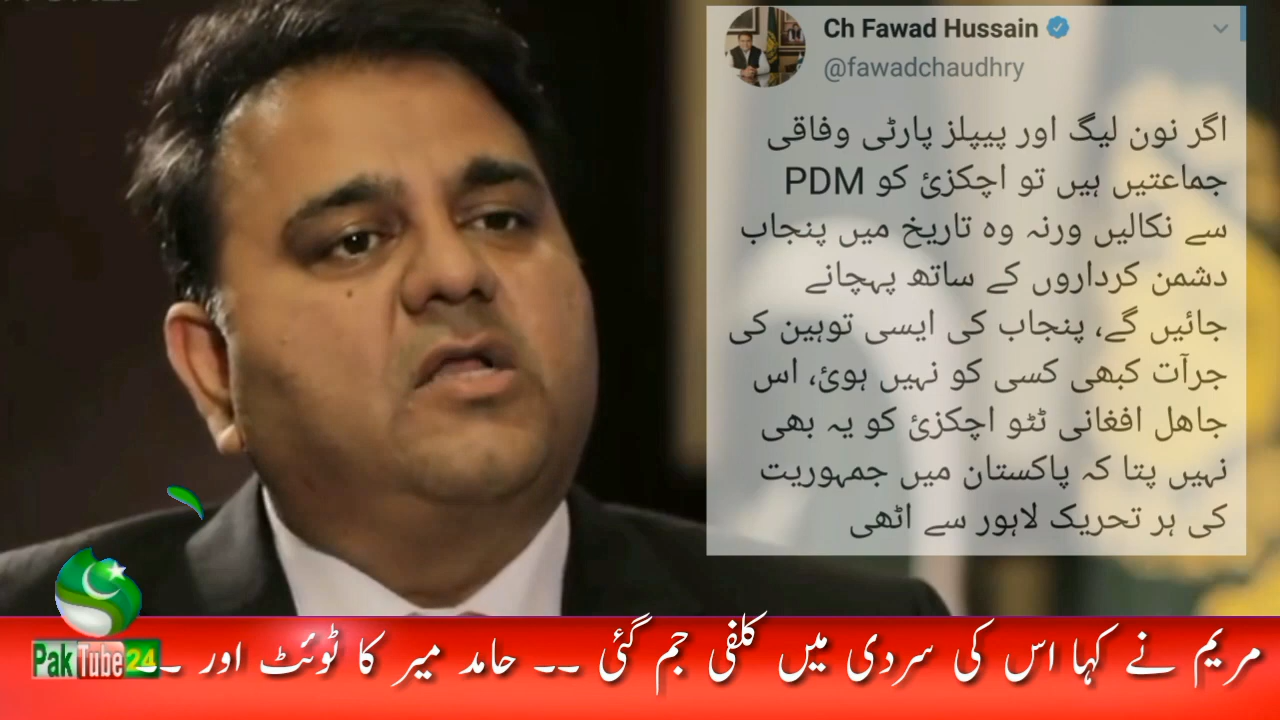 Ch Fawad Hussain
@fawadchaudhry
اگر نون لیگ اور پیپلز پارٹی وفاقی
جماعتیں ہیں تو اچکزئ کو PDM
سے نکالیں ورنہ وہ تاریخ میں پنجاب
دشمن کرداروں کے ساتھ پہچانے
جائیں گے، پنجاب کی ایسی توہین کی
جرآت کبھی کسی کو نہیں ہوئ، اس
جاھل افغانی ٹٹو اچکزئ کو یہ بھی
نہیں پتا کہ پاکستان میں جمہوریت
کی ہر تحریک لاہور سے اٹھی
مریم نے کہا اس کی سردی میں کلفی جم گئی ۔۔ حامد میر کا ٹوئٹ اور ۔۔
Pak Tube 24